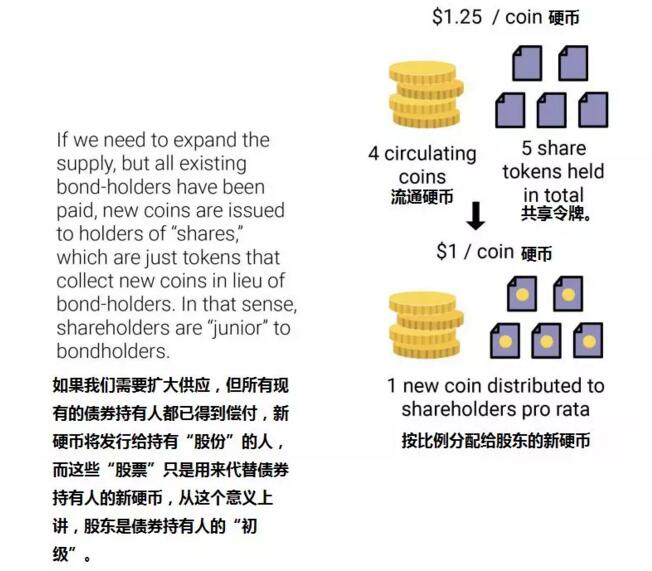 If we need to expand the
supply, but all existing
bond-holders have been
paid, new coins are issued
to holders of “shares,”
which are just tokens that
collect new coins in lieu of
bond-holders. In that sense,
shareholders are “junior” to
bondholders.
如果我们需要扩大供应，但所有现
有的债券持有人都已得到偿付，新
硬币将发行给持有“股份”的人，
而这些“股票”只是用来代替债券
持有人的新硬币，从这个意义上
讲，股东是债券持有人的“初
级”。
$1.25 / coin 硬币
4 circulating
coins
流通硬币
5 share
tokens held
in total
共享令牌。
$1 / coin 硬币
1 new coin distributed to
shareholders pro rata
按比例分配给股东的新硬币